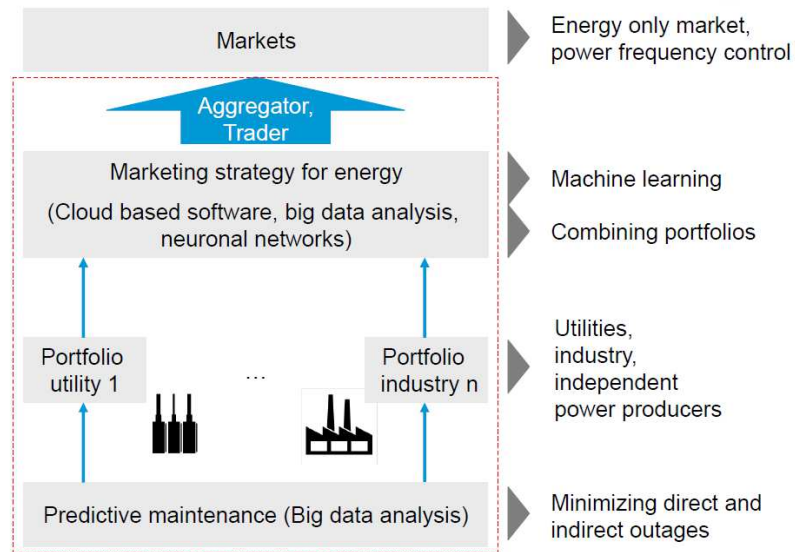 Markets
Energy only market,
power frequency control
Aggregator,
Trader
Marketing strategy for energy
(Cloud based software, big data analysis,
neuronal networks)
Machine learning
Combining portfolios
Portfolio
utility 1
...
Portfolio
industry n
Utilities,
industry,
independent
power producers
Predictive maintenance (Big data analysis)
Minimizing direct and
indirect outages